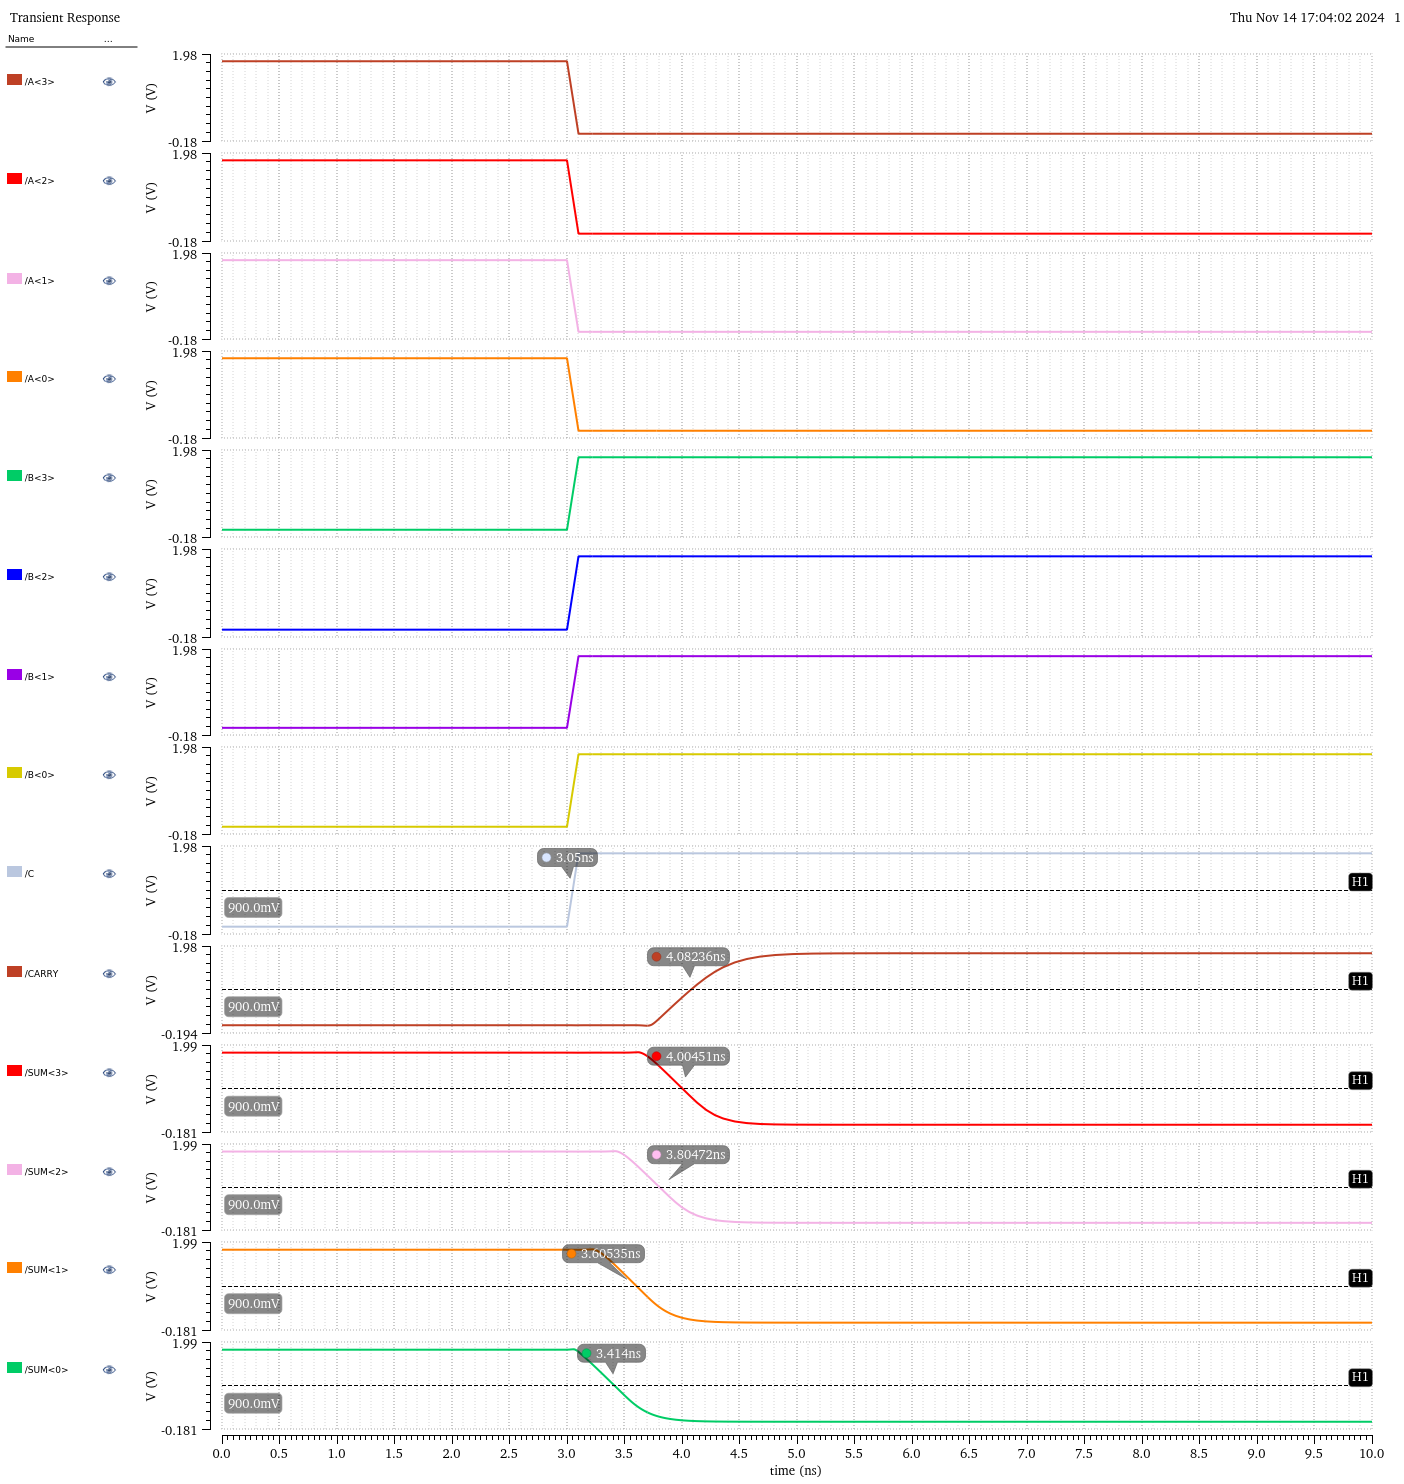 Transient Response
Thu Nov 14 17:04:02 2024 1
Name ...
/A<3>
V (V)
1.98
-0.18
/A<2>
V (V)
1.98
-0.18
/A<1>
V (V)
1.98
-0.18
/A<0>
V (V)
1.98
-0.18
/B<3>
V (V)
1.98
-0.18
/B<2>
V (V)
1.98
-0.18
/B<1>
V (V)
1.98
-0.18
/B<0>
V (V)
1.98
-0.18
/C
V (V)
1.98
-0.18
3.05ns
900.0mV
H1
/CARRY
V (V)
1.98
-0.194
4.08236ns
900.0mV
H1
/SUM<3>
V (V)
1.99
-0.181
4.00451ns
900.0mV
H1
/SUM<2>
V (V)
1.99
-0.181
3.80472ns
900.0mV
H1
/SUM<1>
V (V)
1.99
-0.181
3.60535ns
900.0mV
H1
/SUM<0>
V (V)
1.99
-0.181
3.414ns
900.0mV
H1
0.0 0.5 1.0 1.5 2.0 2.5 3.0 3.5 4.0 4.5 5.0 5.5 6.0 6.5 7.0 7.5 8.0 8.5 9.0 9.5 10.0
time (ns)